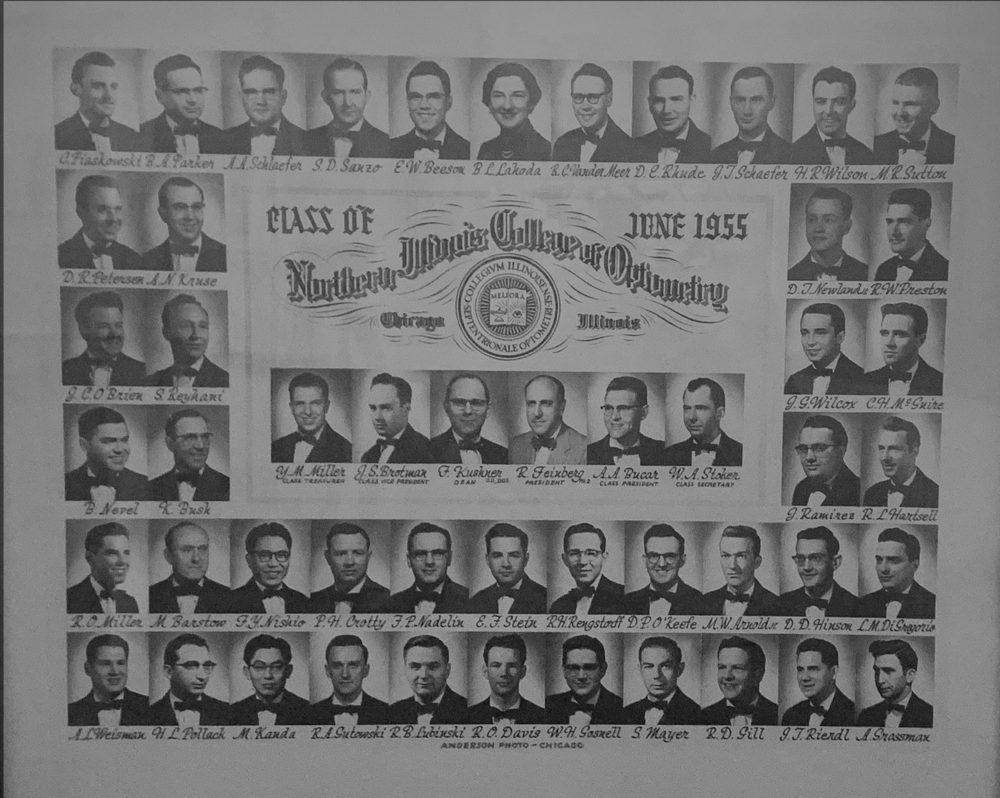 C. Piaskowski B. A. Parker A. A. Schlaefer S. D. Sanzo E. W. Beeson B. L. Lahoda R. C. Vander Meer D. E. Rhude J. T. Schaefer H. R. Wilson M. R. Sutton
CLASS OF JUNE 1955
Northern Illinois College of Optometry
Chicago Illinois
SEPTENTRIONALE OPTOMETRIAE COLLEGIVM ILLINOISENSE
MELIORA
D. R. Petersen A. N. Kruse
D. J. Newland Jr. R. W. Preston
J. C. O'Brien S. Reyhani
J. G. Wilcox C. H. McGuire
Y. M. Miller J. S. Brotman F. Kushner R. Feinberg A. A. Bucar W. A. Stoker
CLASS TREASURER CLASS VICE PRESIDENT DEAN O.D., D.O.S. PRESIDENT PH.D. CLASS PRESIDENT CLASS SECRETARY
B. Nevel K. Bush
J. Ramirez R. L. Hartsell
R. O. Miller M. Barstow F. Y. Nishio P. H. Crotty F. P. Nadelin E. F. Stein R. H. Rengstorff D. P. O'Keefe M. W. Arnold Jr. D. D. Hinson L. M. DiGregorio
A. L. Weisman H. L. Pollack M. Kanda R. A. Gutowski R. B. Lubinski R. O. Davis W. H. Gosnell S. Mayer R. D. Gill J. J. Riendl A. Grossman
ANDERSON PHOTO - CHICAGO